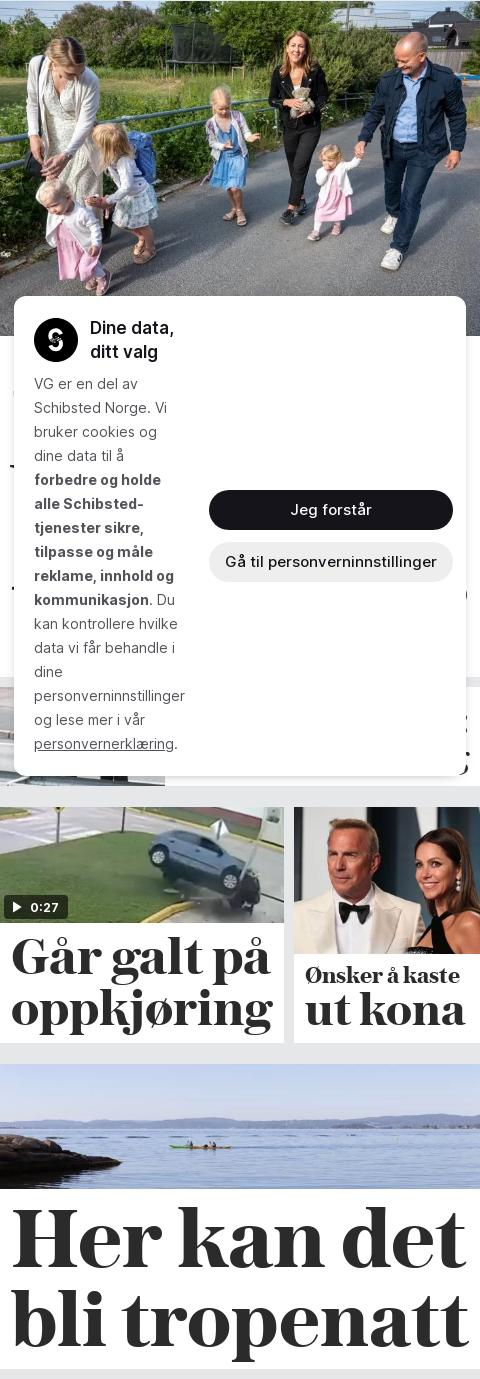 Dine data,
ditt valg
VG er en del av
Schibsted Norge. Vi
bruker cookies og
dine data til å
forbedre og holde
alle Schibsted-
tjenester sikre,
tilpasse og måle
reklame, innhold og
kommunikasjon. Du
kan kontrollere hvilke
data vi får behandle i
dine
personverninnstillinger
og lese mer i vår
personvernerklæring.
Jeg forstår
Gå til personverninnstillinger
0:27
Går galt på
oppkjøring
Ønsker å kaste
ut kona
Her kan det
bli tropenatt